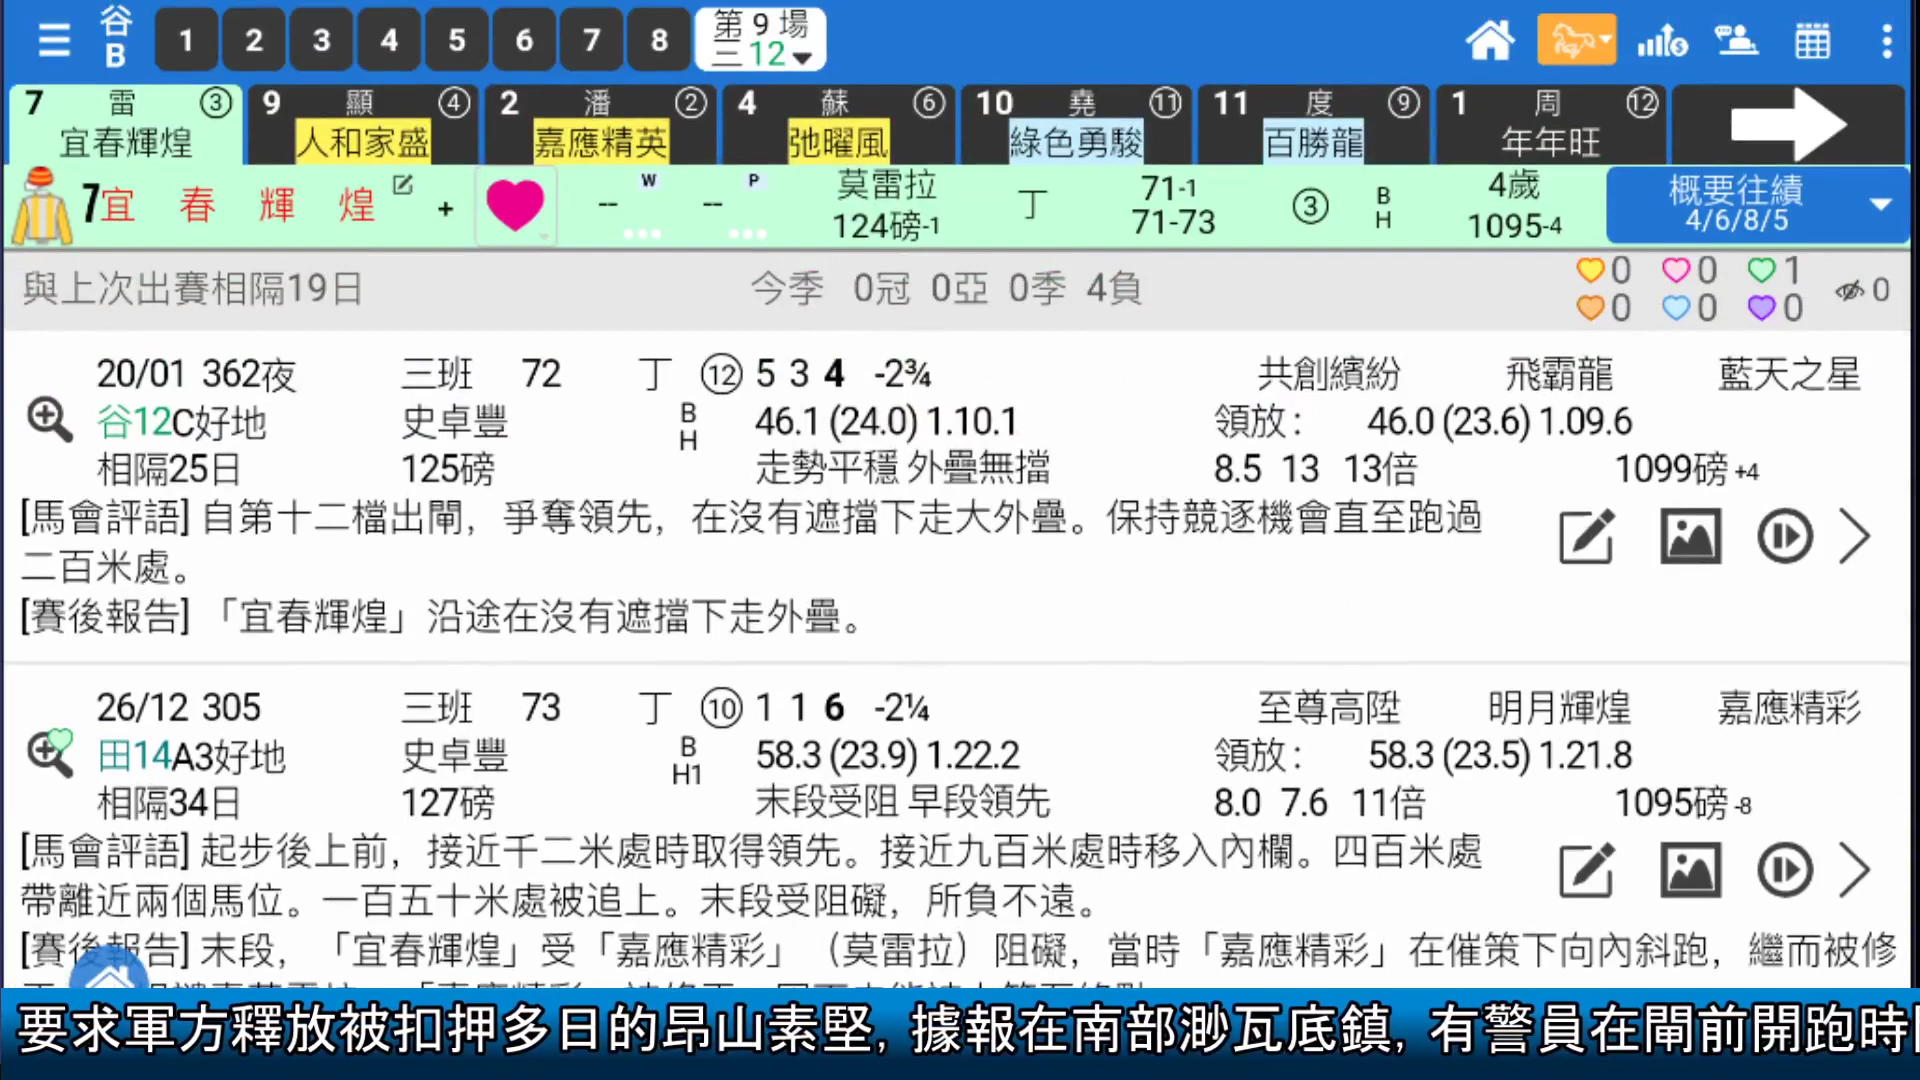 谷 B 1 2 3 4 5 6 7 8 第 9 場 三12
7 雷 ③ 宜春輝煌
9 顯 ④ 人和家盛
2 潘 ② 嘉應精英
4 蘇 ⑥ 弛曜風
10 堯 ⑪ 綠色勇駿
11 度 ⑨ 百勝龍
1 周 ⑫ 年年旺
7宜春輝煌 + -- W -- P 莫雷拉 124磅-1 丁 71-1 71-73 ③ B H 4歲 1095-4 概要往績 4/6/8/5
與上次出賽相隔19日 今季 0冠 0亞 0季 4負 0 0 1 0 0 0 0
20/01 362夜 三班 72 丁 ⑫ 5 3 4 -2¾ 共創繽紛 飛霸龍 藍天之星
谷12C好地 史卓豐 B H 46.1 (24.0) 1.10.1 領放: 46.0 (23.6) 1.09.6
相隔25日 125磅 走勢平穩 外疊無擋 8.5 13 13倍 1099磅 +4
[馬會評語] 自第十二檔出閘，爭奪領先，在沒有遮擋下走大外疊。保持競逐機會直至跑過
二百米處。
[賽後報告] 「宜春輝煌」沿途在沒有遮擋下走外疊。
26/12 305 三班 73 丁 ⑩ 1 1 6 -2¼ 至尊高陞 明月輝煌 嘉應精彩
田14A3好地 史卓豐 B H1 58.3 (23.9) 1.22.2 領放: 58.3 (23.5) 1.21.8
相隔34日 127磅 末段受阻 早段領先 8.0 7.6 11倍 1095磅 -8
[馬會評語] 起步後上前，接近千二米處時取得領先。接近九百米處時移入內欄。四百米處
帶離近兩個馬位。一百五十米處被追上。末段受阻礙，所負不遠。
[賽後報告] 末段，「宜春輝煌」受「嘉應精彩」（莫雷拉）阻礙，當時「嘉應精彩」在催策下向內斜跑，繼而被修
要求軍方釋放被扣押多日的昂山素堅, 據報在南部渺瓦底鎮, 有警員在閘前開跑時